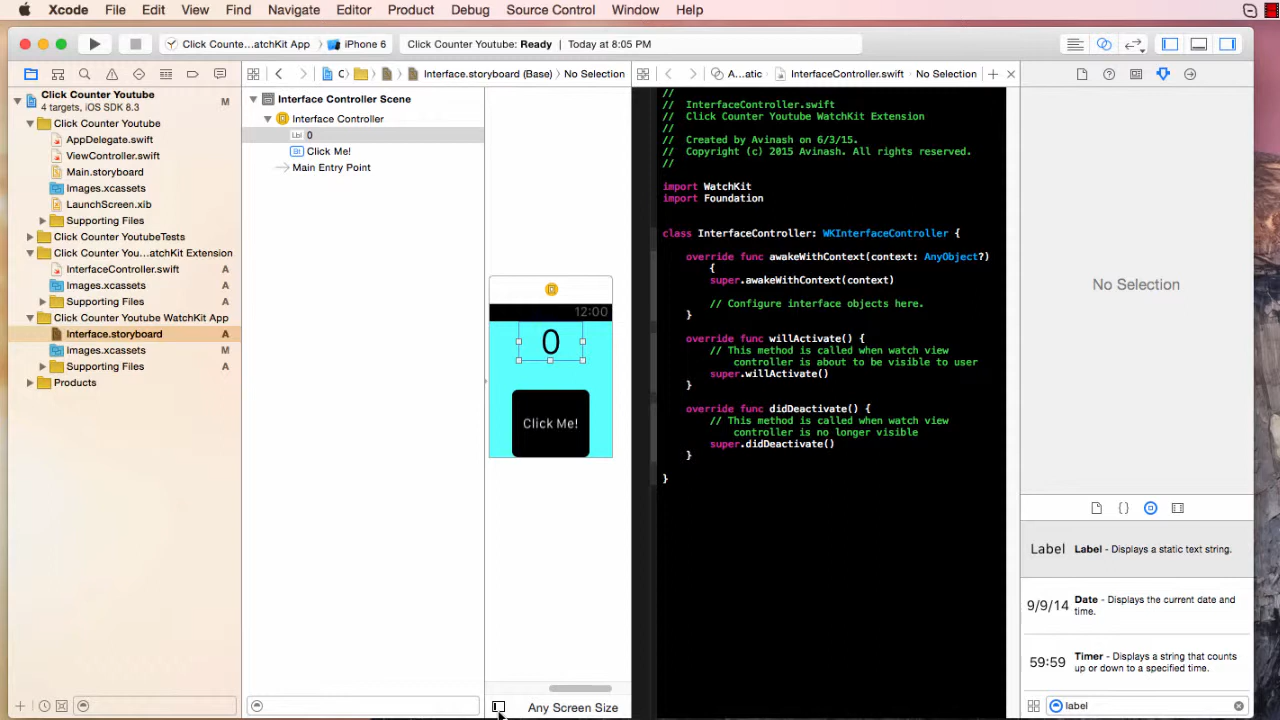 Xcode File Edit View Find Navigate Editor Product Debug Source Control Window Help
Click Counte...atchKit App iPhone 6 Click Counter Youtube: Ready Today at 8:05 PM
Click Counter Youtube M
4 targets, iOS SDK 8.3
Click Counter Youtube
AppDelegate.swift
ViewController.swift
Main.storyboard
Images.xcassets
LaunchScreen.xib
Supporting Files
Click Counter YoutubeTests
Click Counter You...atchKit Extension
InterfaceController.swift A
Images.xcassets A
Supporting Files A
Click Counter Youtube WatchKit App
Interface.storyboard A
Images.xcassets M
Supporting Files A
Products
C Interface.storyboard (Base) No Selection
Interface Controller Scene
Interface Controller
Lbl 0
Bt Click Me!
Main Entry Point
12:00
0
Click Me!
Any Screen Size
A...atic InterfaceController.swift No Selection
//
// InterfaceController.swift
// Click Counter Youtube WatchKit Extension
//
// Created by Avinash on 6/3/15.
// Copyright (c) 2015 Avinash. All rights reserved.
//
import WatchKit
import Foundation
class InterfaceController: WKInterfaceController {
override func awakeWithContext(context: AnyObject?)
{
super.awakeWithContext(context)
// Configure interface objects here.
}
override func willActivate() {
// This method is called when watch view
controller is about to be visible to user
super.willActivate()
}
override func didDeactivate() {
// This method is called when watch view
controller is no longer visible
super.didDeactivate()
}
}
No Selection
{ }
Label Label - Displays a static text string.
9/9/14 Date - Displays the current date and
time.
59:59 Timer - Displays a string that counts
up or down to a specified time.
label